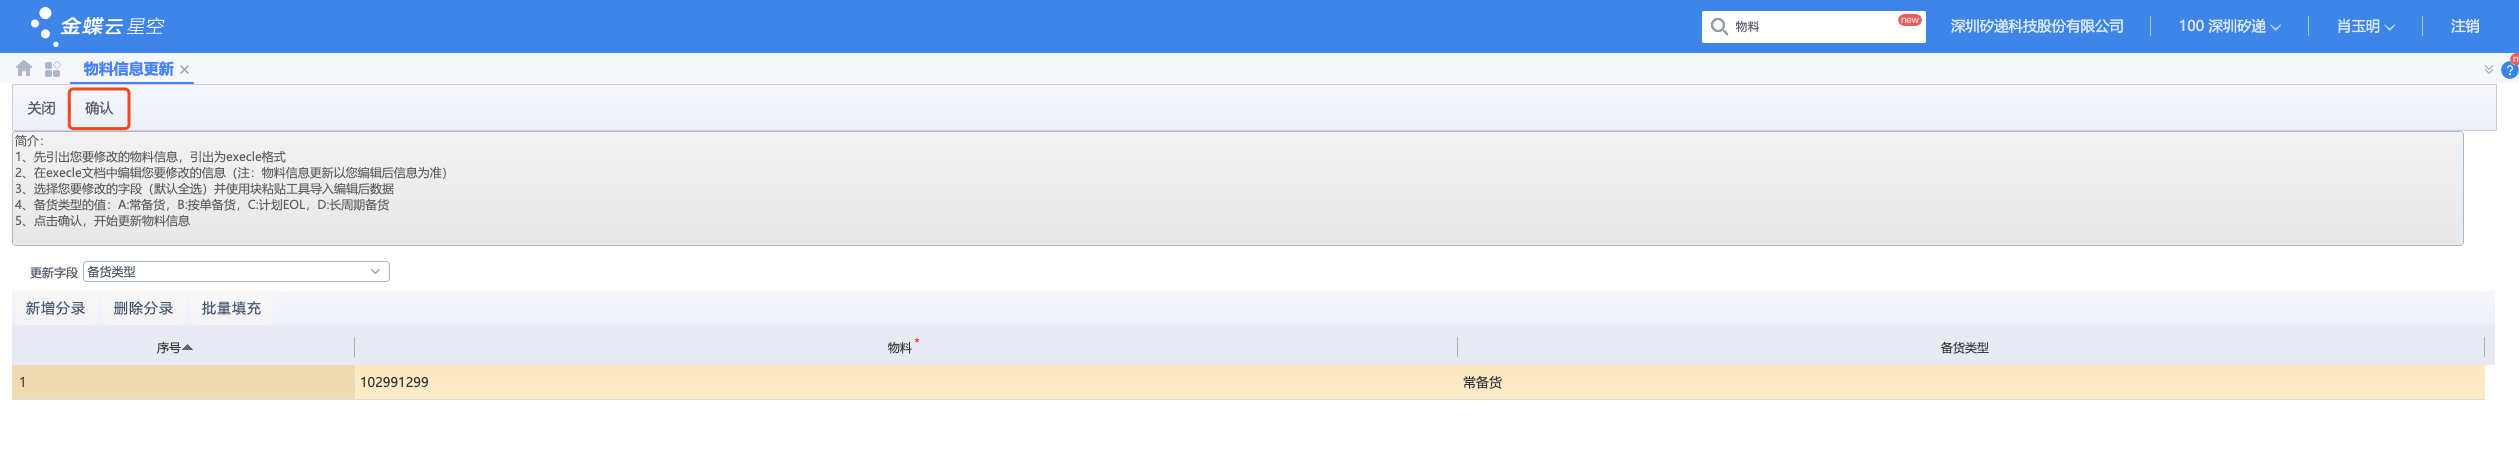 金蝶云 星空
物料
new
深圳矽递科技股份有限公司
100 深圳矽递
肖玉明
注销
物料信息更新
?
关闭
确认
简介：
1、先引出您要修改的物料信息，引出为execle格式
2、在execle文档中编辑您要修改的信息（注：物料信息更新以您编辑后信息为准）
3、选择您要修改的字段（默认全选）并使用块粘贴工具导入编辑后数据
4、备货类型的值：A:常备货，B:按单备货，C:计划EOL，D:长周期备货
5、点击确认，开始更新物料信息
更新字段
备货类型
新增分录
删除分录
批量填充
序号
物料 *
备货类型
1
102991299
常备货